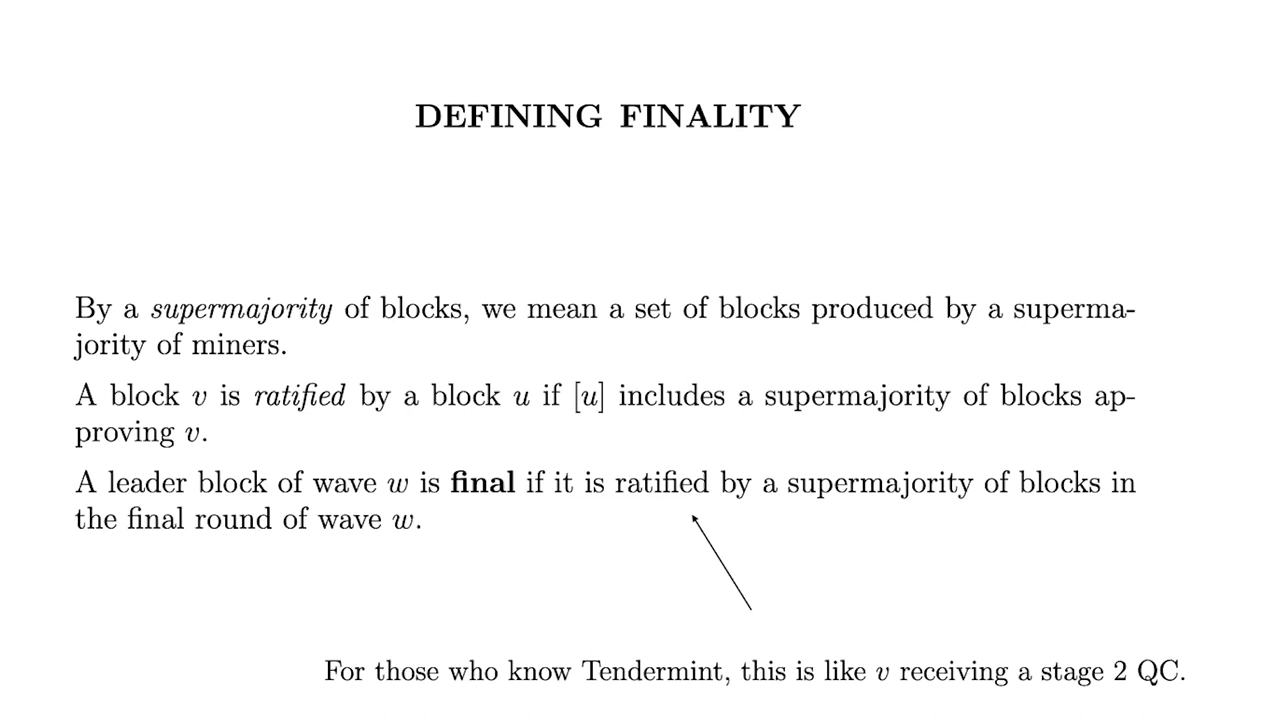 DEFINING FINALITY
By a supermajority of blocks, we mean a set of blocks produced by a superma-
jority of miners.
A block v is ratified by a block u if [u] includes a supermajority of blocks ap-
proving v.
A leader block of wave w is final if it is ratified by a supermajority of blocks in
the final round of wave w.
For those who know Tendermint, this is like v receiving a stage 2 QC.